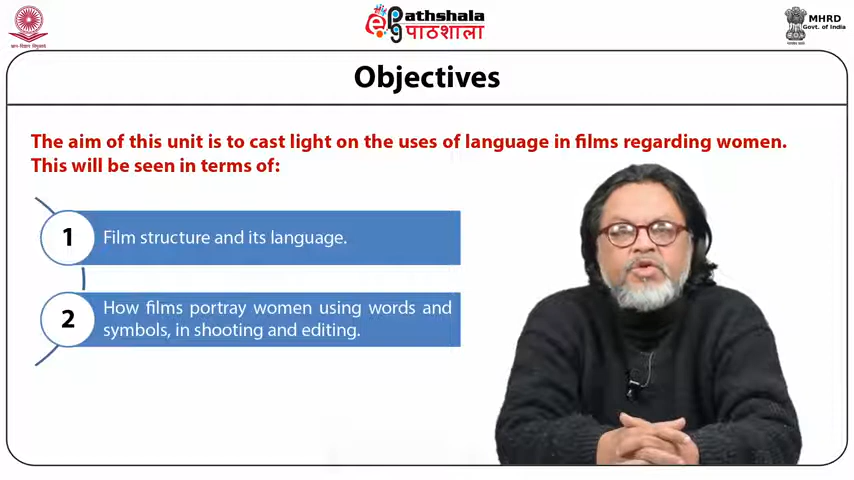 Pathshala
पाठशाला
MHRD
Govt. of India
Objectives
The aim of this unit is to cast light on the uses of language in films regarding women.
This will be seen in terms of:
1
Film structure and its language.
2
How films portray women using words and
symbols, in shooting and editing.